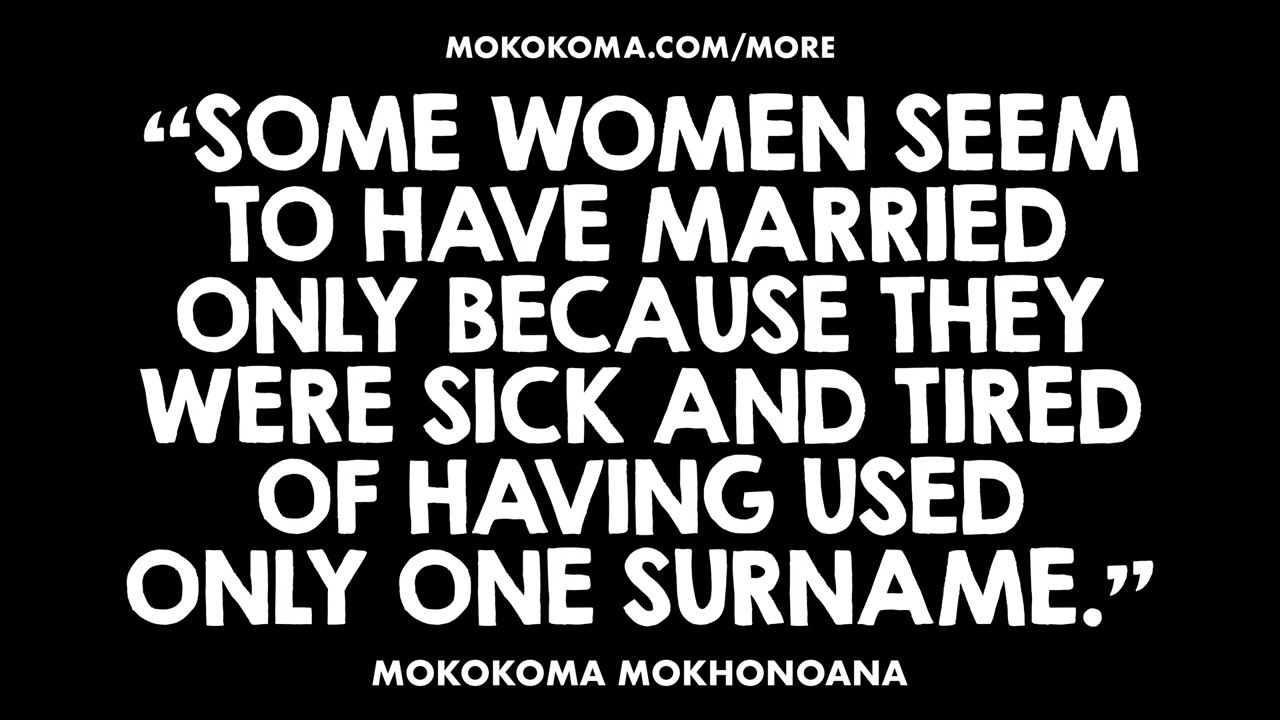 MOKOKOMA.COM/MORE
“SOME WOMEN SEEM
TO HAVE MARRIED
ONLY BECAUSE THEY
WERE SICK AND TIRED
OF HAVING USED
ONLY ONE SURNAME.”
MOKOKOMA MOKHONOANA